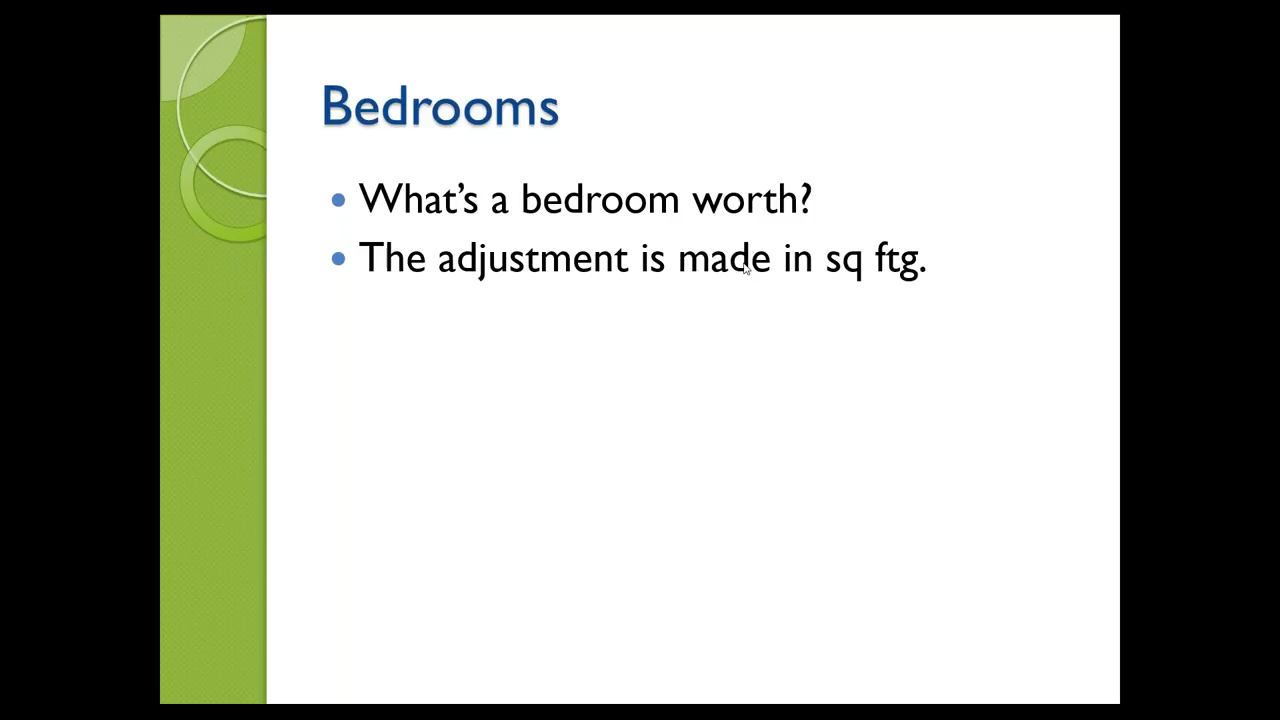 Bedrooms
What’s a bedroom worth?
The adjustment is made in sq ftg.